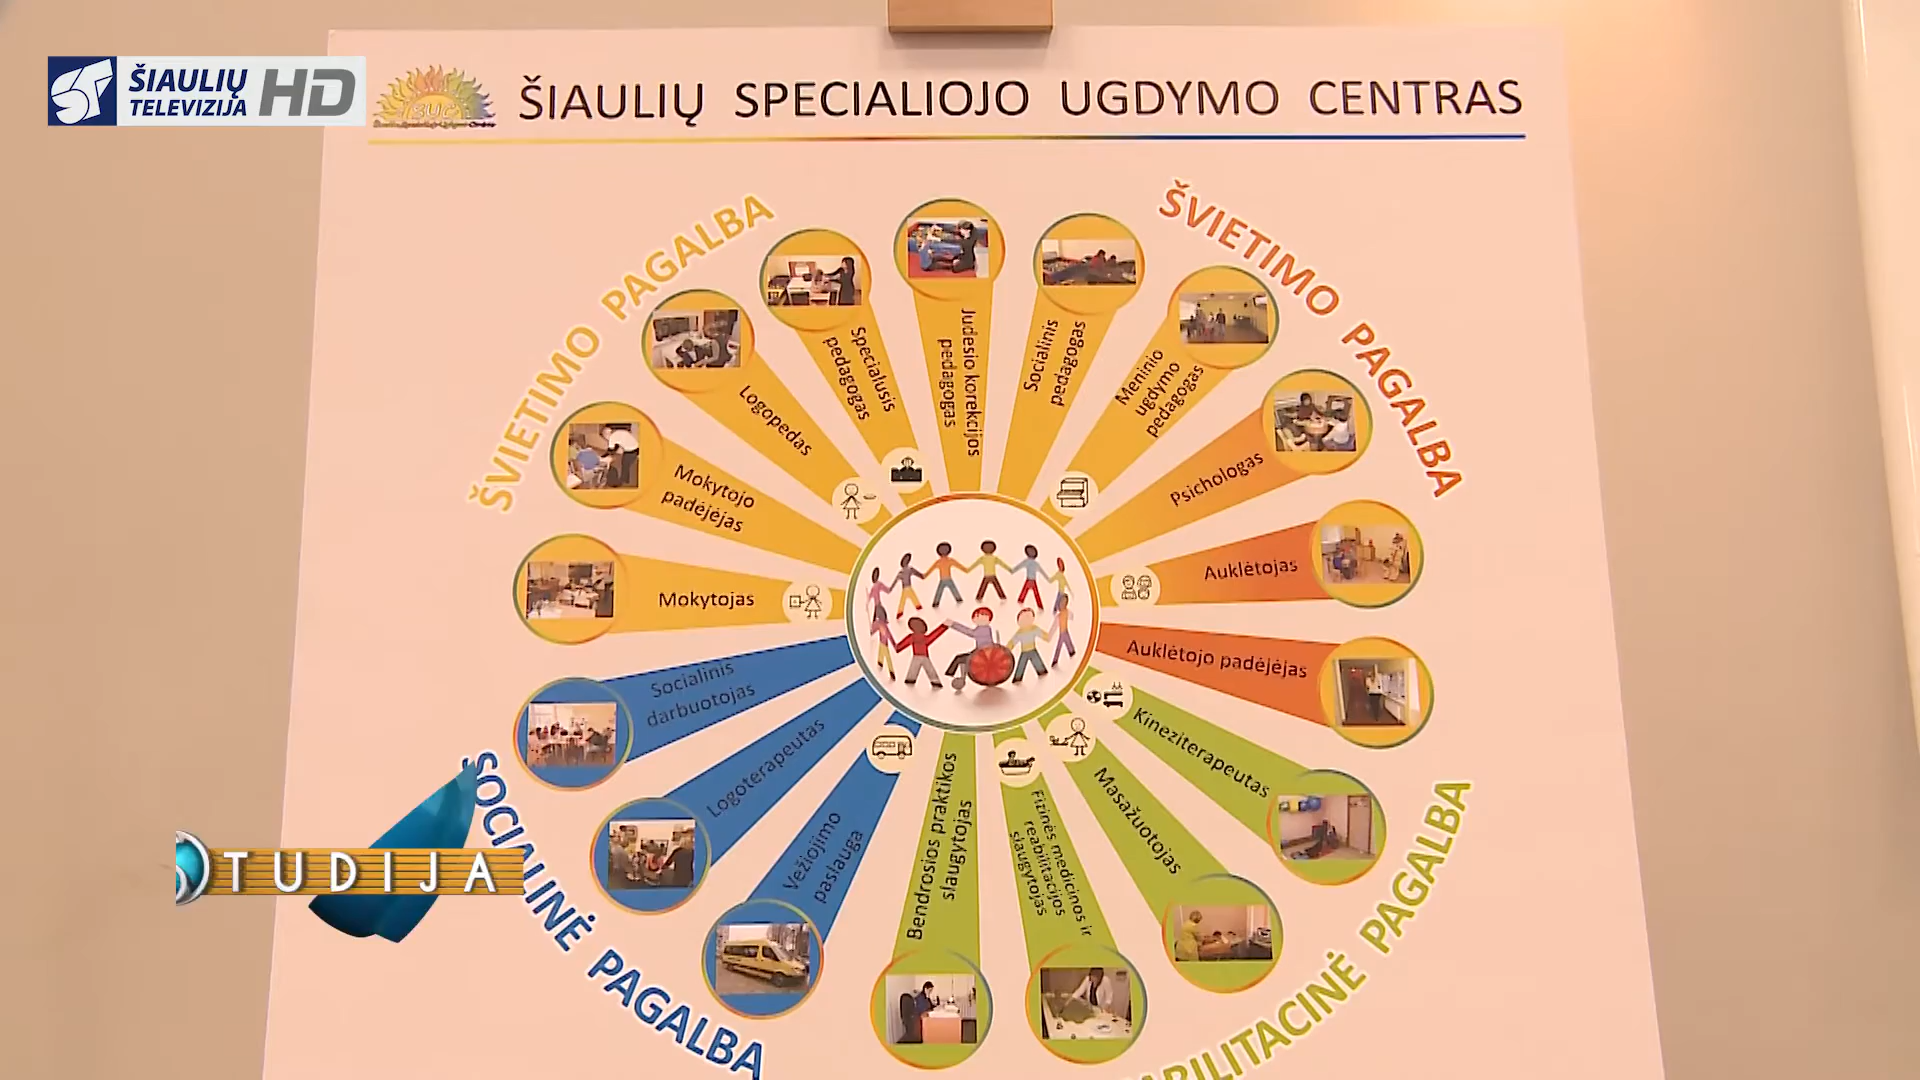 ŠIAULIŲ
TELEVIZIJA
HD
ŠIAULIŲ SPECIALIOJO UGDYMO CENTRAS
ŠVIETIMO PAGALBA
ŠVIETIMO PAGALBA
Mokytojas
Mokytojo
padėjėjas
Logopedas
Specialusis
pedagogas
Judesio korekcijos
pedagogas
Socialinis
pedagogas
Meninio
ugdymo
pedagogas
Psichologas
Auklėtojas
Auklėtojo padėjėjas
Kineziterapeutas
Masažuotojas
Fizinės medicinos ir
reabilitacijos
slaugytojas
Bendrosios praktikos
slaugytojas
Vežiojimo
paslauga
Logoterapeutas
Socialinis
darbuotojas
SOCIALINĖ PAGALBA
ABILITACINĖ PAGALBA
STUDIJA